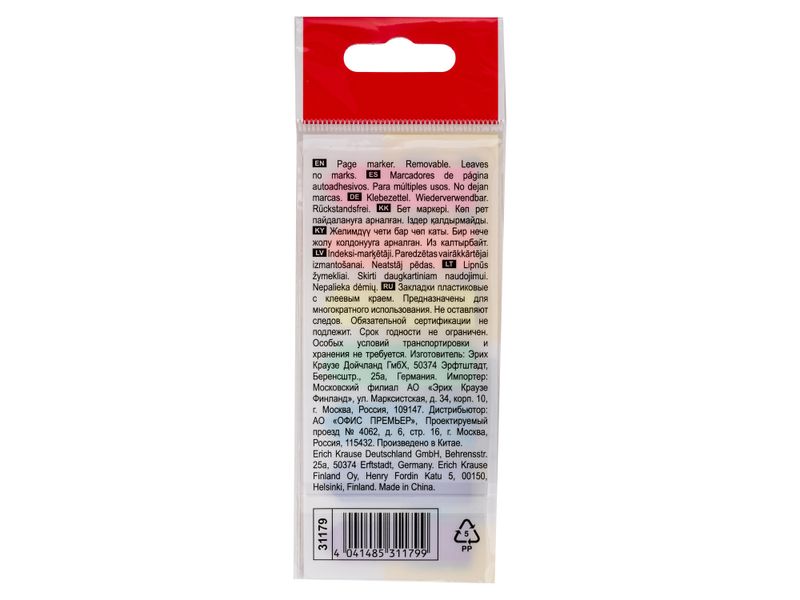 EN Page marker. Removable. Leaves
no marks. ES Marcadores de página
autoadhesivos. Para múltiples usos. No dejan
marcas. DE Klebezettel. Wiederverwendbar.
Rückstandsfrei. KK Бет маркері. Көп рет
пайдалануға арналған. Іздер қалдырмайды.
KY Желимдүү чети бар чөп каты. Бир нече
жолу колдонууга арналган. Из калтырбайт.
LV Indeksi-marķētāji. Paredzētas vairākkārtējai
izmantošanai. Neatstāj pēdas. LT Lipnūs
žymekliai. Skirti daugkartiniam naudojimui.
Nepalieka dėmių. RU Закладки пластиковые
с клеевым краем. Предназначены для
многократного использования. Не оставляют
следов. Обязательной сертификации не
подлежит. Срок годности не ограничен.
Особых условий транспортировки и
хранения не требуется. Изготовитель: Эрих
Краузе Дойчланд ГмбХ, 50374 Эрфтштадт,
Беренсштр., 25а, Германия. Импортер:
Московский филиал АО «Эрих Краузе
Финланд», ул. Марксистская, д. 34, корп. 10,
г. Москва, Россия, 109147. Дистрибьютор:
АО «ОФИС ПРЕМЬЕР», Проектируемый
проезд № 4062, д. 6, стр. 16, г. Москва,
Россия, 115432. Произведено в Китае.
Erich Krause Deutschland GmbH, Behrensstr.
25a, 50374 Erftstadt, Germany. Erich Krause
Finland Oy, Henry Fordin Katu 5, 00150,
Helsinki, Finland. Made in China.
31179
4 041485 311799
5
PP